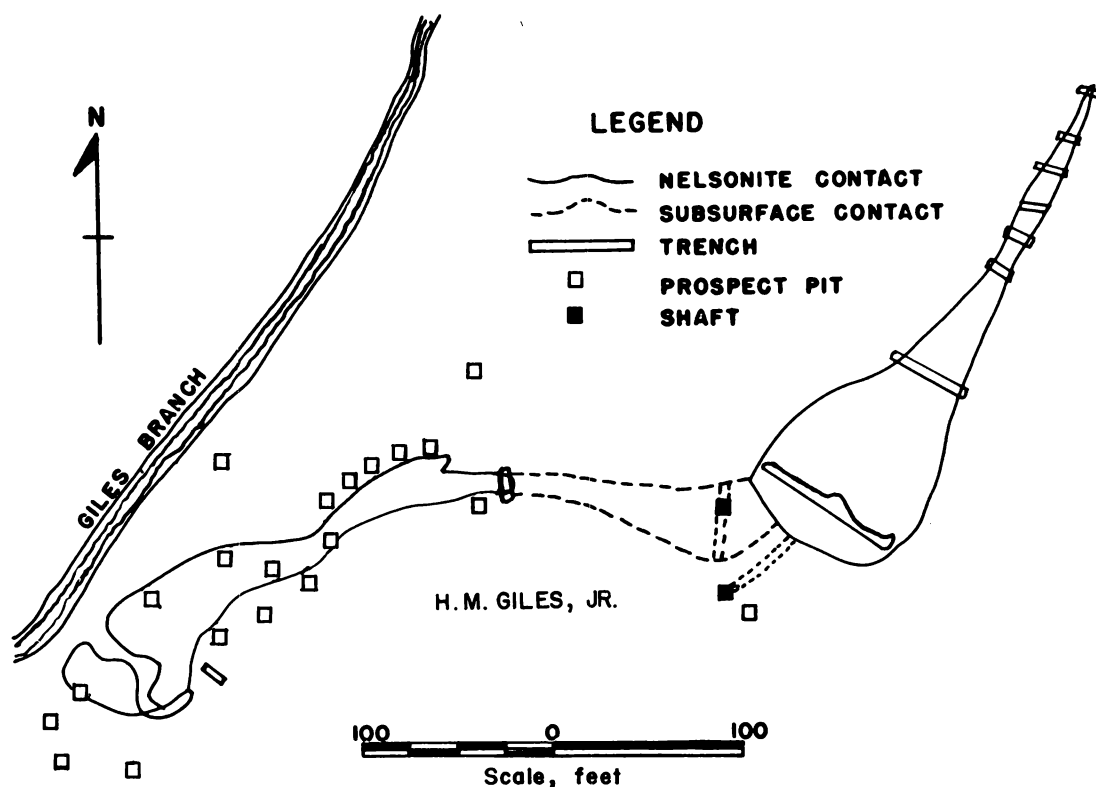 N
LEGEND
NELSONITE CONTACT
SUBSURFACE CONTACT
TRENCH
PROSPECT PIT
SHAFT
GILES BRANCH
H.M. GILES, JR.
100 0 100
Scale, feet